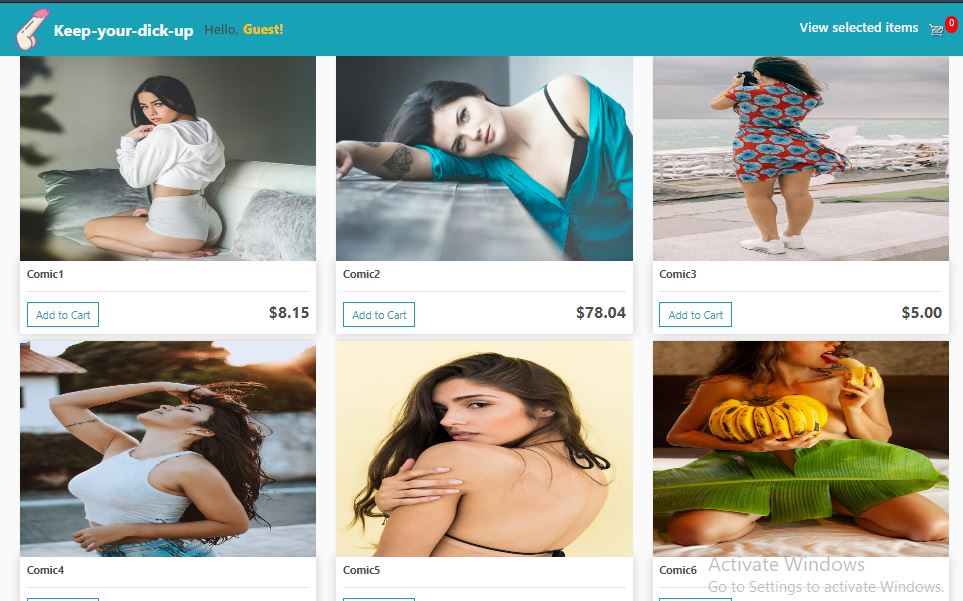 Keep-your-dick-up Hello, Guest! View selected items 0
Comic1 Comic2 Comic3
Add to Cart $8.15 Add to Cart $78.04 Add to Cart $5.00
Comic4 Comic5 Comic6
Activate Windows
Go to Settings to activate Windows.